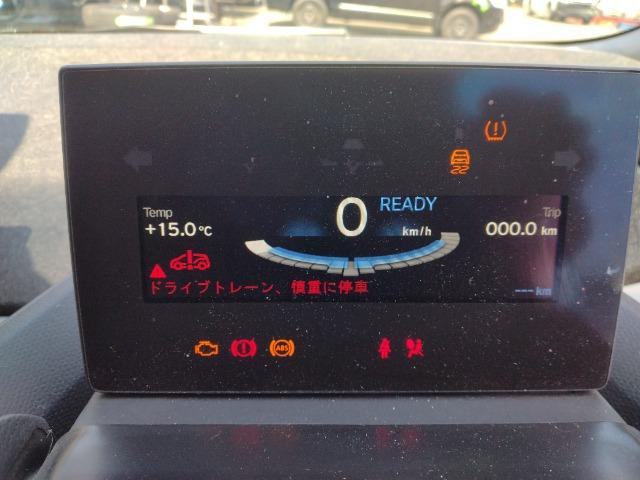 Temp
+15.0 °C
0
km/h
READY
Trip
000.0 km
--- km
ドライブトレーン、慎重に停車
ABS